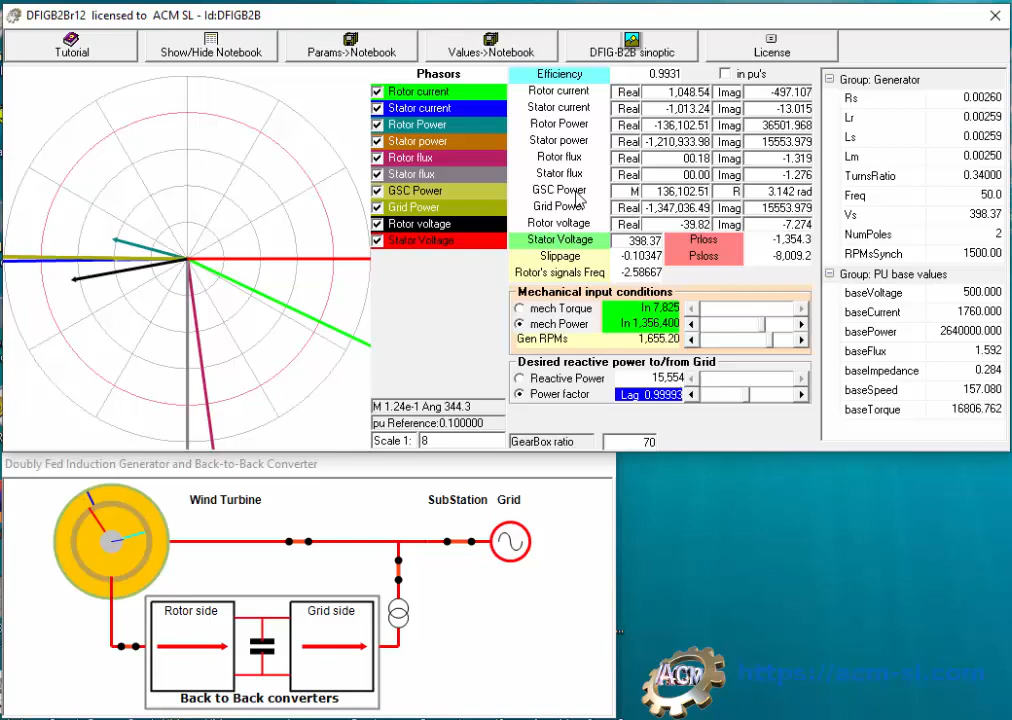 DFIGB2Br12 licensed to ACM SL - Id:DFIGB2B
Tutorial Show/Hide Notebook Params->Notebook Values->Notebook DFIG-B2B sinoptic License
Phasors
Rotor current
Stator current
Rotor Power
Stator power
Rotor flux
Stator flux
GSC Power
Grid Power
Rotor voltage
Stator Voltage
M 1.24e-1 Ang 344.3
pu Reference:0.100000
Scale 1: 8
Efficiency 0.9931 in pu's
Rotor current Real 1,048.54 Imag -497.107
Stator current Real -1,013.24 Imag -13.015
Rotor Power Real -136,102.51 Imag 36501.968
Stator power Real -1,210,933.98 Imag 15553.979
Rotor flux Real 00.18 Imag -1.319
Stator flux Real 00.00 Imag -1.276
GSC Power M 136,102.51 R 3.142 rad
Grid Power Real -1,347,036.49 Imag 15553.979
Rotor voltage Real -39.82 Imag -7.274
Stator Voltage 398.37 Prloss -1,354.3
Slippage -0.10347 Psloss -8,009.2
Rotor's signals Freq -2.58667
Mechanical input conditions
mech Torque In 7,825
mech Power In 1,356,400
Gen RPMs 1,655.20
Desired reactive power to/from Grid
Reactive Power 15,554
Power factor Lag 0.99993
GearBox ratio 70
Group: Generator
Rs 0.00260
Lr 0.00259
Ls 0.00259
Lm 0.00250
TurnsRatio 0.34000
Freq 50.0
Vs 398.37
NumPoles 2
RPMsSynch 1500.00
Group: PU base values
baseVoltage 500.000
baseCurrent 1760.000
basePower 2640000.000
baseFlux 1.592
baseImpedance 0.284
baseSpeed 157.080
baseTorque 16806.762
Doubly Fed Induction Generator and Back-to-Back Converter
Wind Turbine SubStation Grid
Rotor side Grid side
Back to Back converters
ACM https://acm-sl.com